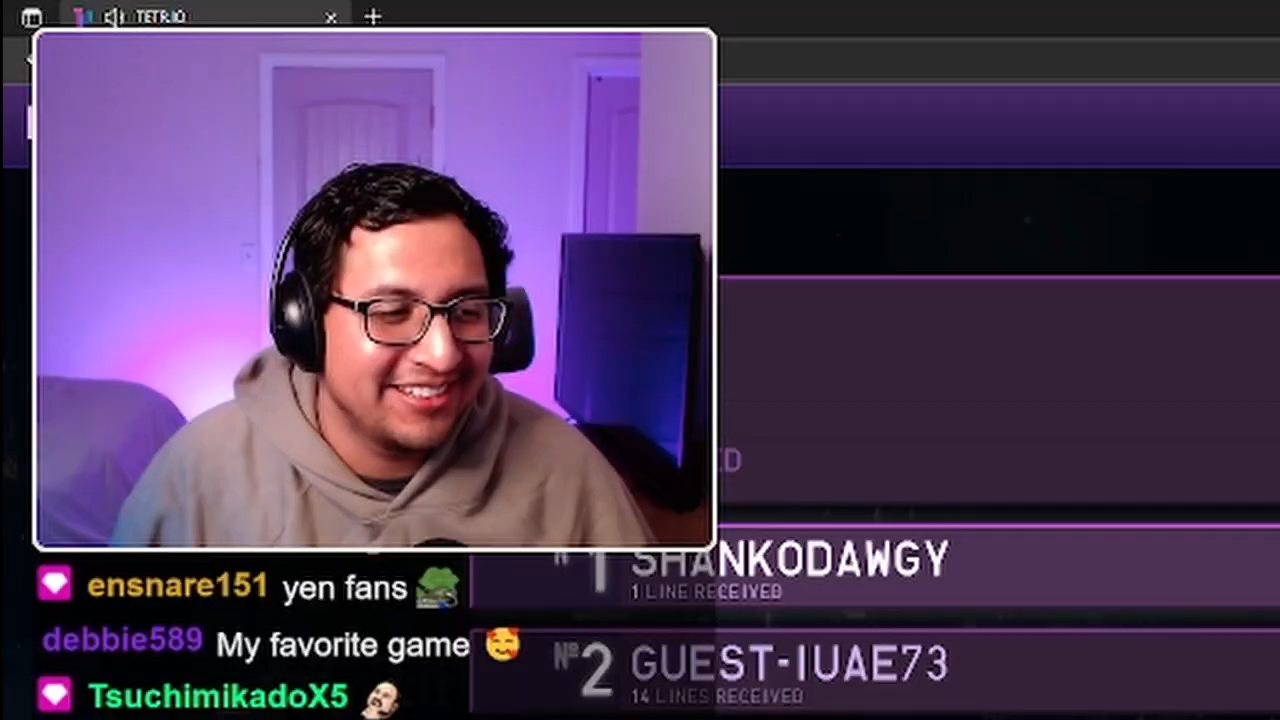 TETR.IO
ED
Nº1 SHANKODAWGY
1 LINE RECEIVED
ensnare151 yen fans
debbie589 My favorite game
Nº2 GUEST-IUAE73
14 LINES RECEIVED
TsuchimikadoX5